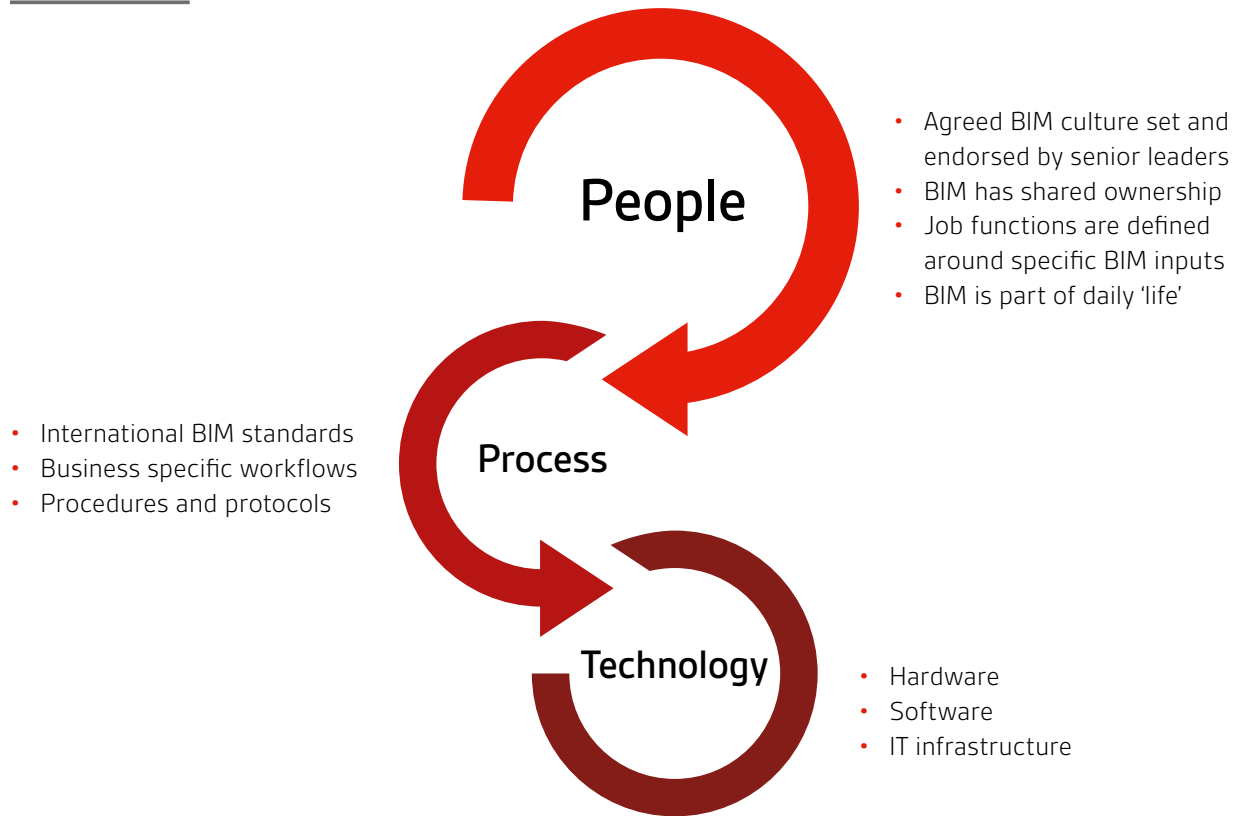 People
• Agreed BIM culture set and
endorsed by senior leaders
• BIM has shared ownership
• Job functions are defined
around specific BIM inputs
• BIM is part of daily ‘life’
Process
• International BIM standards
• Business specific workflows
• Procedures and protocols
Technology
• Hardware
• Software
• IT infrastructure